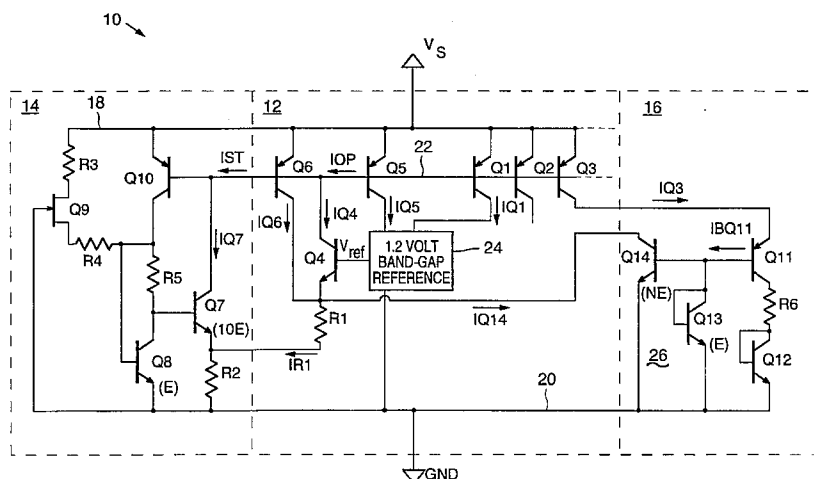 10
VS
14
18
12
16
R3
Q10
IST
Q6
IOP
Q5
22
Q1
Q2
Q3
Q9
R4
IQ7
IQ6
IQ4
IQ5
IQ1
IQ3
IBQ11
R5
Q7
(10E)
Q4
Vref
1.2 VOLT
BAND-GAP
REFERENCE
24
Q14
(NE)
Q11
R6
Q8
(E)
R1
IQ14
Q13
(E)
Q12
R2
IR1
20
26
GND